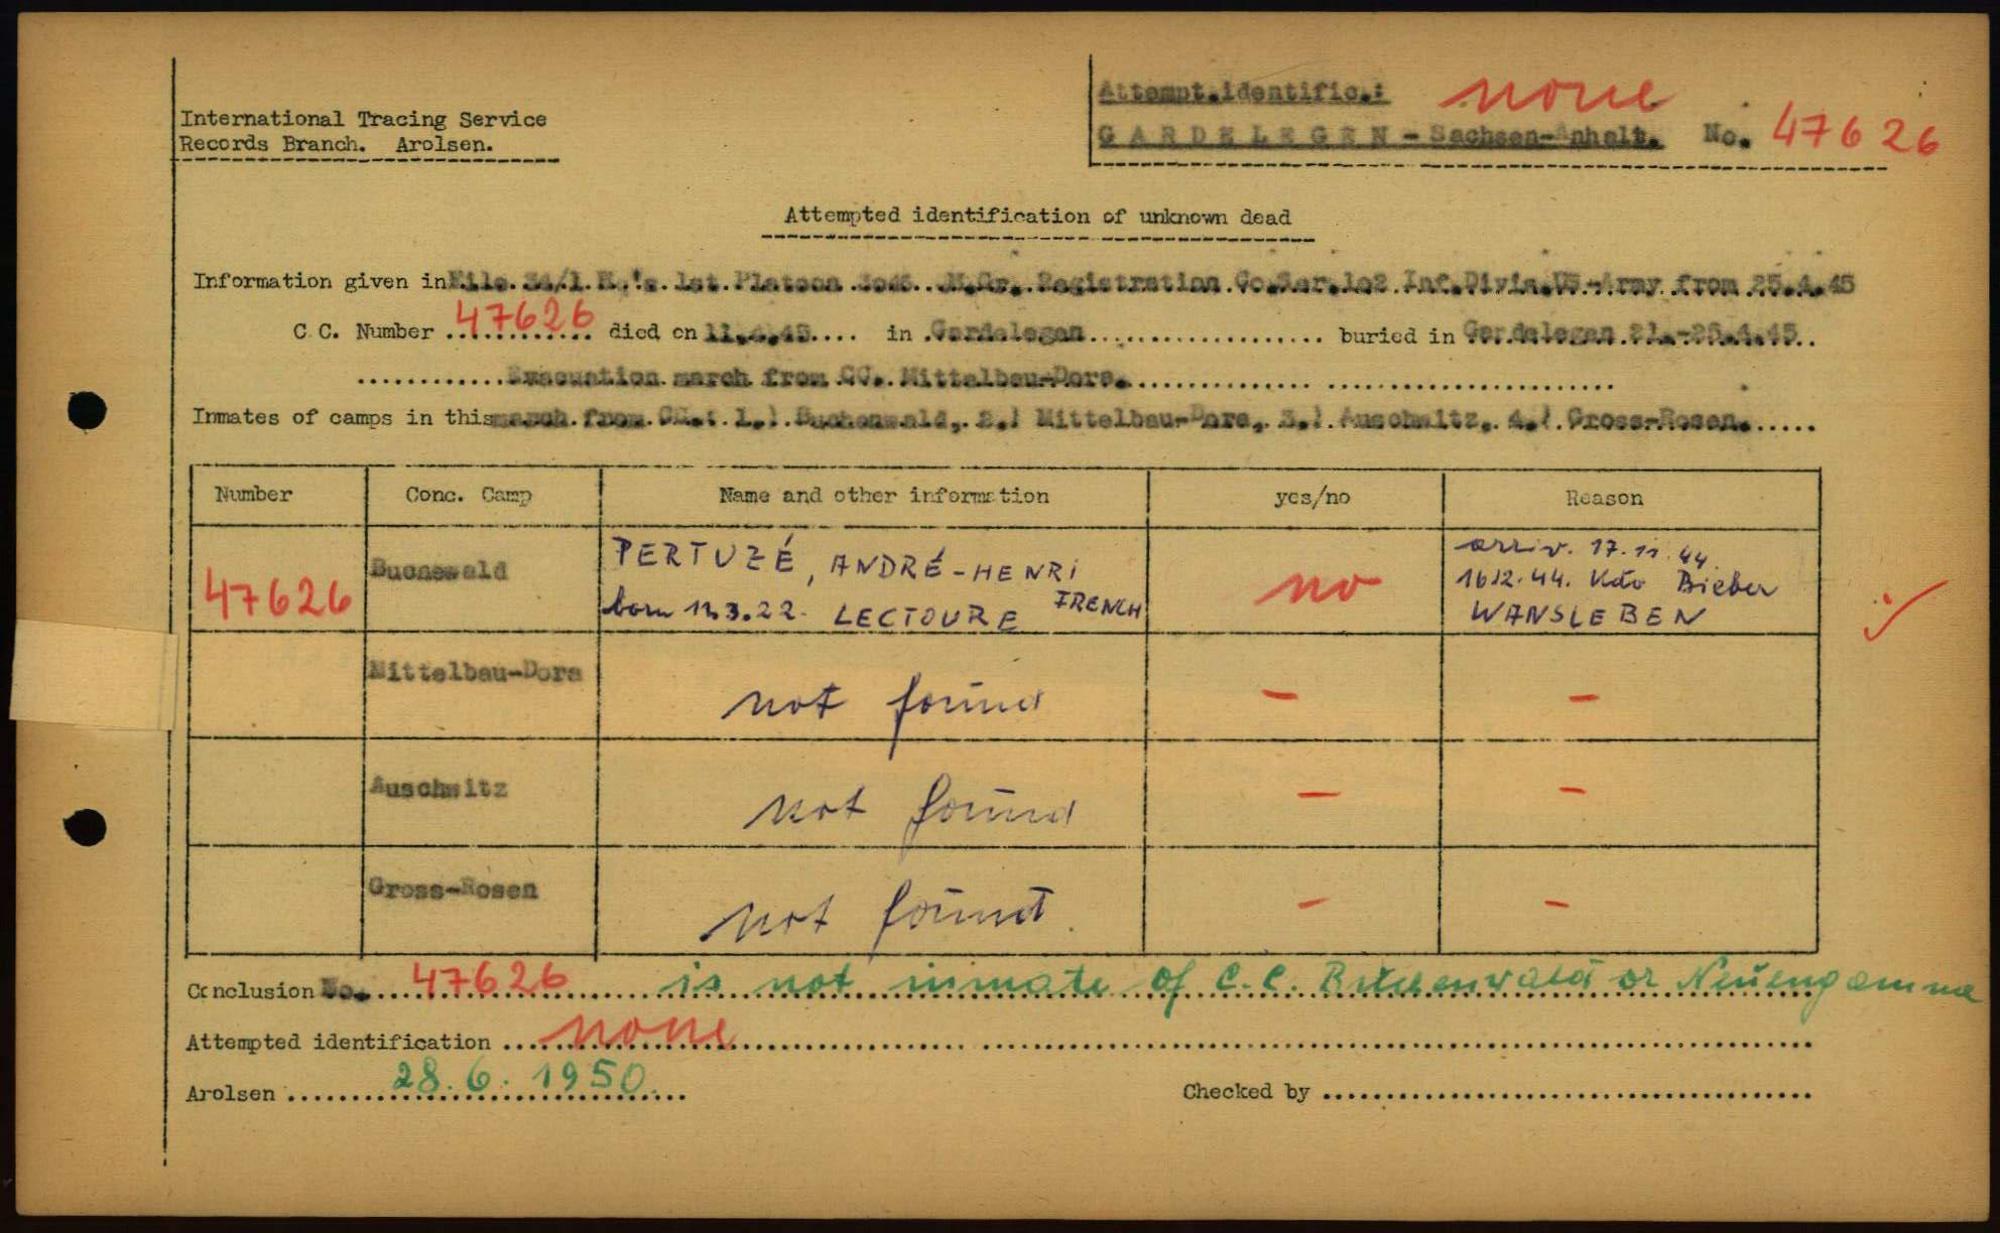 International Tracing Service
Records Branch. Arolsen.
Attempt.identific.: none
GARDELEGEN - Sachsen-Anhalt. No. 47626
Attempted identification of unknown dead
Information given in File 34/1 1st Platoon Registration Co. Inf.Divis.US-Army from 25.4.45
C.C. Number 47626 died on 11.4.45 in Gardelegen buried in Gardelegen 21.-25.4.45
Evacuation march from CC. Mittelbau-Dora.
Inmates of camps in this march from CC.: 1.) Buchenwald, 2.) Mittelbau-Dora, 3.) Auschwitz, 4.) Gross-Rosen.
Number Conc. Camp Name and other information yes/no Reason
47626 Buchewald PERTUZÉ, ANDRÉ-HENRI no arriv. 17.11.44
born .3.22. LECTOURE FRENCH 16.12.44. Kdo Bieber
WANSLEBEN
Mittelbau-Dora not found - -
Auschwitz not found - -
Gross-Rosen not found - -
Conclusion No. 47626 is not inmate of C.C. Buchenwald or Neuengamme
Attempted identification none
Arolsen 28.6.1950. Checked by